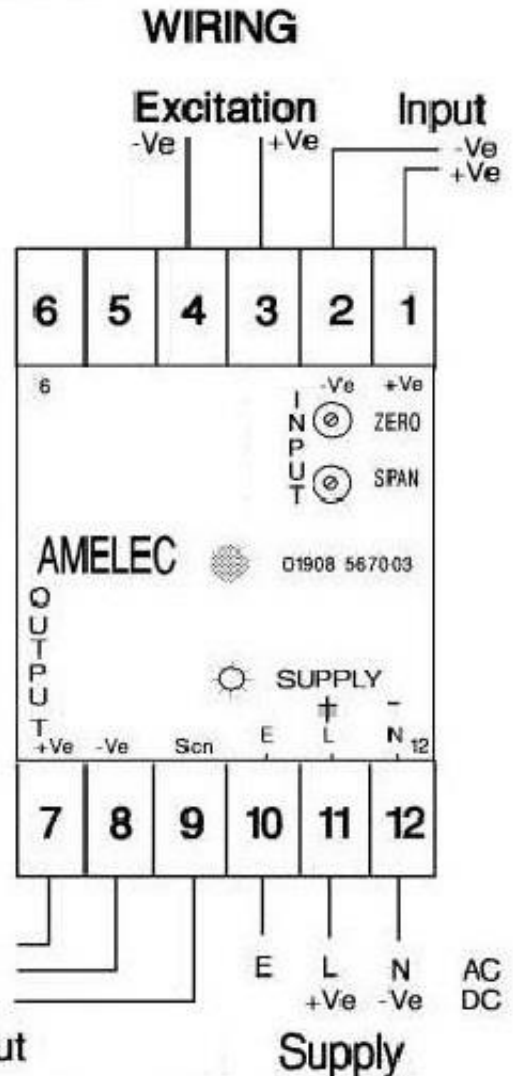 WIRING
Excitation Input
-Ve +Ve -Ve
+Ve
6 5 4 3 2 1
6 -Ve +Ve
INPUT
ZERO
SPAN
AMELEC 01908 567003
OUTPUT
SUPPLY
+ -
+Ve -Ve Scn E L N 12
7 8 9 10 11 12
E L N AC
+Ve -Ve DC
ut Supply